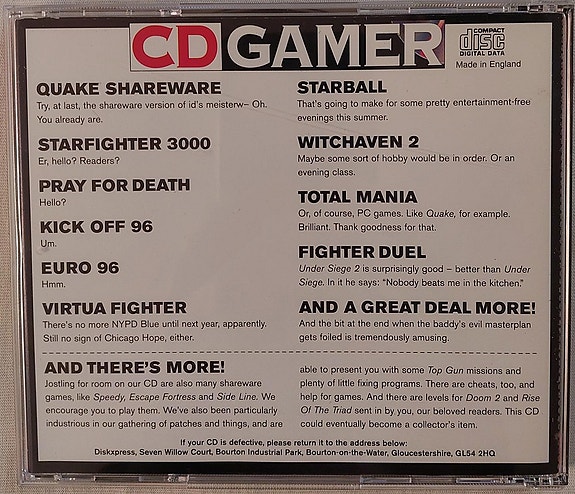 CD GAMER
COMPACT
disc
DIGITAL DATA
Made in England
QUAKE SHAREWARE
Try, at last, the shareware version of id's meisterw– Oh.
You already are.
STARFIGHTER 3000
Er, hello? Readers?
PRAY FOR DEATH
Hello?
KICK OFF 96
Um.
EURO 96
Hmm.
VIRTUA FIGHTER
There's no more NYPD Blue until next year, apparently.
Still no sign of Chicago Hope, either.
STARBALL
That's going to make for some pretty entertainment-free
evenings this summer.
WITCHAVEN 2
Maybe some sort of hobby would be in order. Or an
evening class.
TOTAL MANIA
Or, of course, PC games. Like Quake, for example.
Brilliant. Thank goodness for that.
FIGHTER DUEL
Under Siege 2 is surprisingly good – better than Under
Siege. In it he says: "Nobody beats me in the kitchen."
AND A GREAT DEAL MORE!
And the bit at the end when the baddy's evil masterplan
gets foiled is tremendously amusing.
AND THERE'S MORE!
Jostling for room on our CD are also many shareware
games, like Speedy, Escape Fortress and Side Line. We
encourage you to play them. We've also been particularly
industrious in our gathering of patches and things, and are
able to present you with some Top Gun missions and
plenty of little fixing programs. There are cheats, too, and
help for games. And there are levels for Doom 2 and Rise
Of The Triad sent in by you, our beloved readers. This CD
could eventually become a collector's item.
If your CD is defective, please return it to the address below:
Diskxpress, Seven Willow Court, Bourton Industrial Park, Bourton-on-the-Water, Gloucestershire, GL54 2HQ